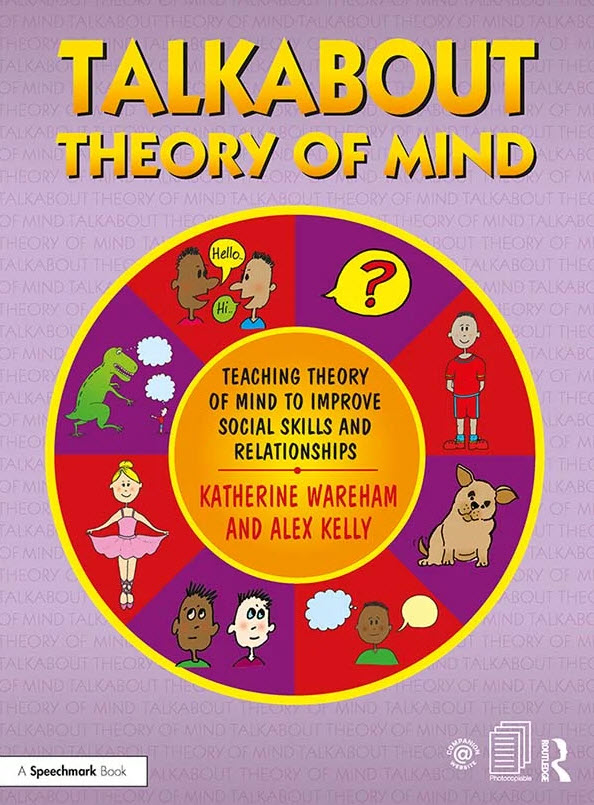 TALKABOUT
THEORY OF MIND
Hello..
Hi...
?
TEACHING THEORY
OF MIND TO IMPROVE
SOCIAL SKILLS AND
RELATIONSHIPS
KATHERINE WAREHAM
AND ALEX KELLY
A Speechmark Book
COMPANION
@
WEBSITE
Photocopiable
ROUTLEDGE